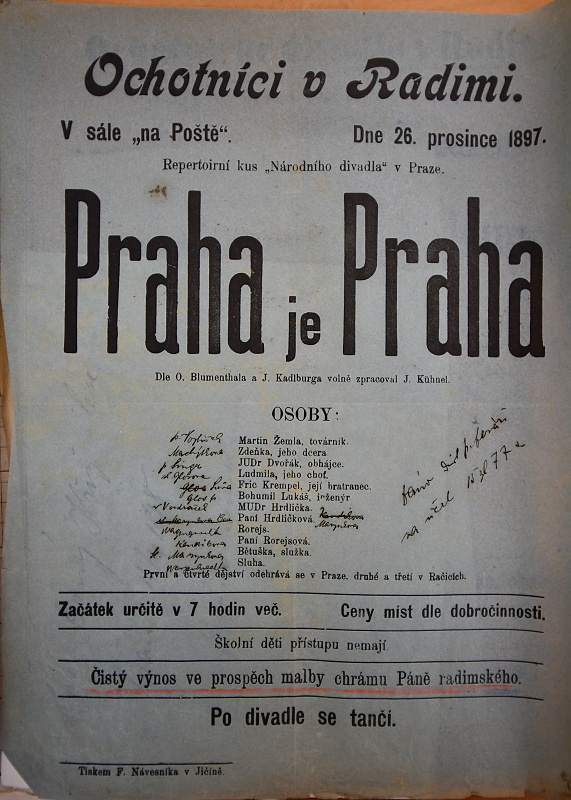 Ochotníci v Radimi.
V sále „na Poště“. Dne 26. prosince 1897.
Repertoirní kus „Národního divadla“ v Praze.
Praha je Praha
Dle O. Blumenthala a J. Kadlburga volně zpracoval J. Kühnel.
OSOBY:
Martin Žemla, továrník.
Zdeňka, jeho dcera
JUDr Dvořák, obhájce.
Ludmila, jeho choť.
Fric Krempel, její bratranec.
Bohumil Lukáš, inženýr
MUDr Hrdlička.
Paní Hrdličková.
Rorejs.
Paní Rorejsová.
Bětuška, služka.
Sluha.
První a čtvrté dějství odehrává se v Praze. druhé a třetí v Račicích.
Začátek určitě v 7 hodin več. Ceny míst dle dobročinnosti.
Školní děti přístupu nemají.
Čistý výnos ve prospěch malby chrámu Páně radimského.
Po divadle se tančí.
Tiskem F. Návesníka v Jičíně.